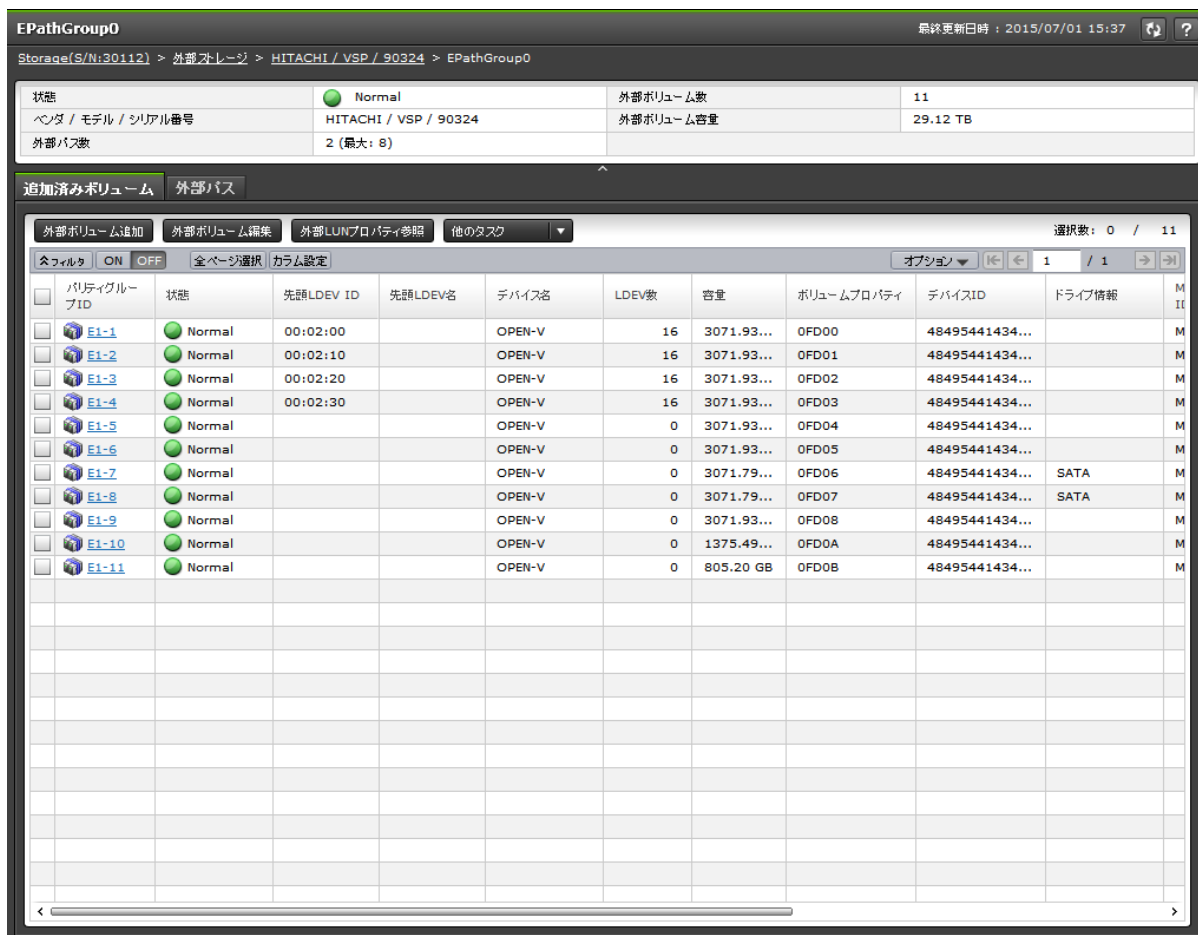 EPathGroup0 最終更新日時 : 2015/07/01 15:37 ?
Storage(S/N:30112) > 外部ストレージ > HITACHI / VSP / 90324 > EPathGroup0
状態 Normal 外部ボリューム数 11
ベンダ / モデル / シリアル番号 HITACHI / VSP / 90324 外部ボリューム容量 29.12 TB
外部パス数 2 (最大: 8)
追加済みボリューム 外部パス
外部ボリューム追加 外部ボリューム編集 外部LUNプロパティ参照 他のタスク 選択数: 0 / 11
フィルタ ON OFF 全ページ選択 カラム設定 オプション 1 / 1
パリティグルー
プID 状態 先頭LDEV ID 先頭LDEV名 デバイス名 LDEV数 容量 ボリュームプロパティ デバイスID ドライブ情報 M
E1-1 Normal 00:02:00 OPEN-V 16 3071.93... 0FD00 48495441434... M
E1-2 Normal 00:02:10 OPEN-V 16 3071.93... 0FD01 48495441434... M
E1-3 Normal 00:02:20 OPEN-V 16 3071.93... 0FD02 48495441434... M
E1-4 Normal 00:02:30 OPEN-V 16 3071.93... 0FD03 48495441434... M
E1-5 Normal OPEN-V 0 3071.93... 0FD04 48495441434... M
E1-6 Normal OPEN-V 0 3071.93... 0FD05 48495441434... M
E1-7 Normal OPEN-V 0 3071.79... 0FD06 48495441434... SATA M
E1-8 Normal OPEN-V 0 3071.79... 0FD07 48495441434... SATA M
E1-9 Normal OPEN-V 0 3071.93... 0FD08 48495441434... M
E1-10 Normal OPEN-V 0 1375.49... 0FD0A 48495441434... M
E1-11 Normal OPEN-V 0 805.20 GB 0FD0B 48495441434... M